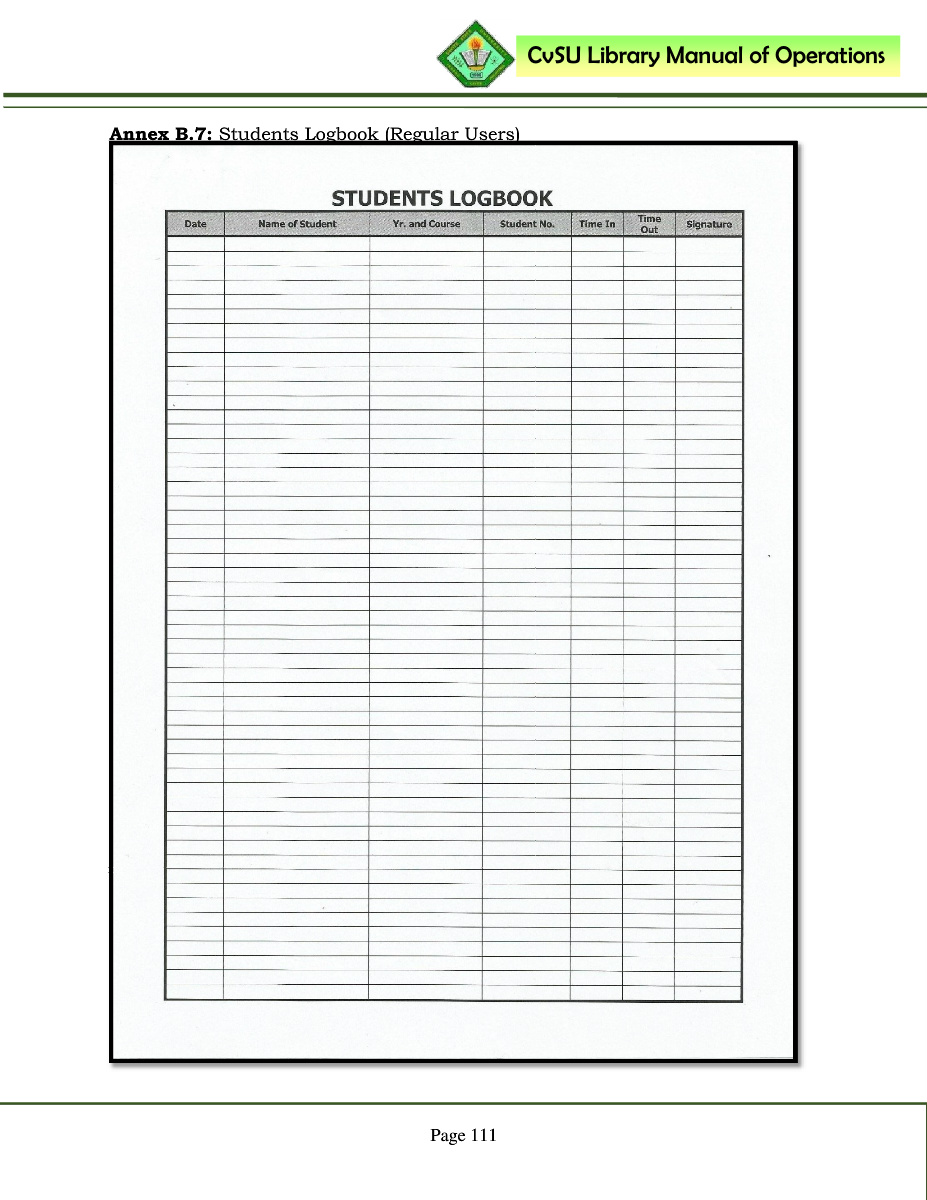 CvSU Library Manual of Operations
Annex B.7: Students Logbook (Regular Users)
STUDENTS LOGBOOK
Date Name of Student Yr. and Course Student No. Time In Time Out Signature
Page 111